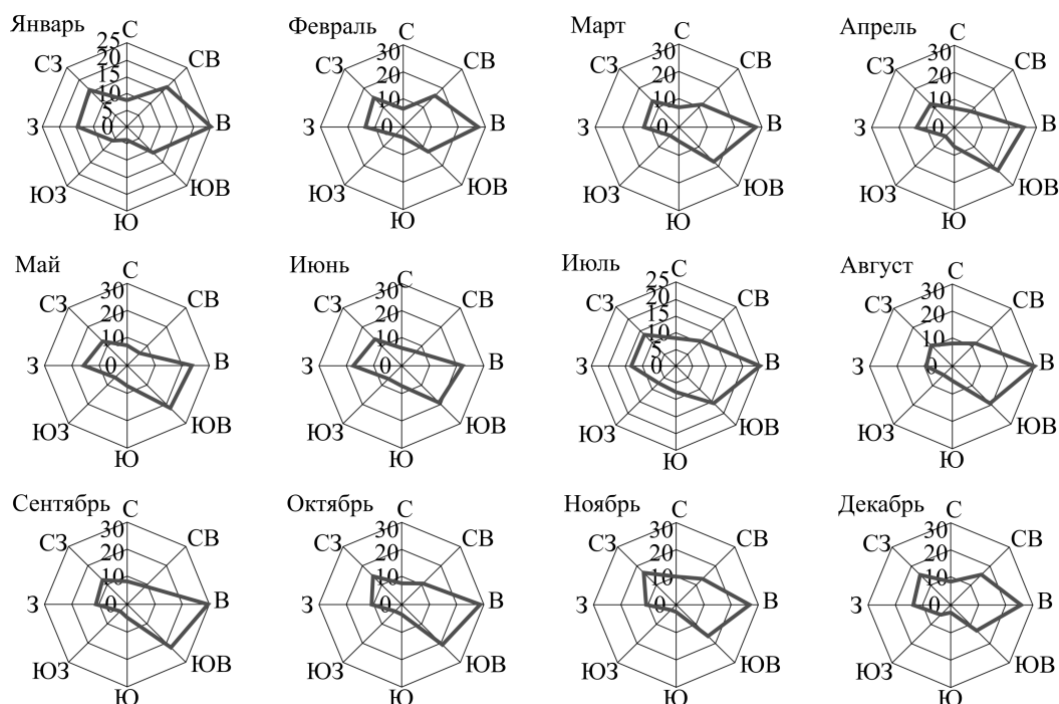 Январь
С
25
20
15
10
5
0
СЗ
СВ
З
В
ЮЗ
ЮВ
Ю
Февраль
С
30
20
10
0
СЗ
СВ
З
В
ЮЗ
ЮВ
Ю
Март
С
30
20
10
0
СЗ
СВ
З
В
ЮЗ
ЮВ
Ю
Апрель
С
30
20
10
0
СЗ
СВ
З
В
ЮЗ
ЮВ
Ю
Май
С
30
20
10
0
СЗ
СВ
З
В
ЮЗ
ЮВ
Ю
Июнь
С
30
20
10
0
СЗ
СВ
З
В
ЮЗ
ЮВ
Ю
Июль
С
25
20
15
10
5
0
СЗ
СВ
З
В
ЮЗ
ЮВ
Ю
Август
С
30
20
10
0
СЗ
СВ
З
В
ЮЗ
ЮВ
Ю
Сентябрь
С
30
20
10
0
СЗ
СВ
З
В
ЮЗ
ЮВ
Ю
Октябрь
С
30
20
10
0
СЗ
СВ
З
В
ЮЗ
ЮВ
Ю
Ноябрь
С
30
20
10
0
СЗ
СВ
З
В
ЮЗ
ЮВ
Ю
Декабрь
С
30
20
10
0
СЗ
СВ
З
В
ЮЗ
ЮВ
Ю